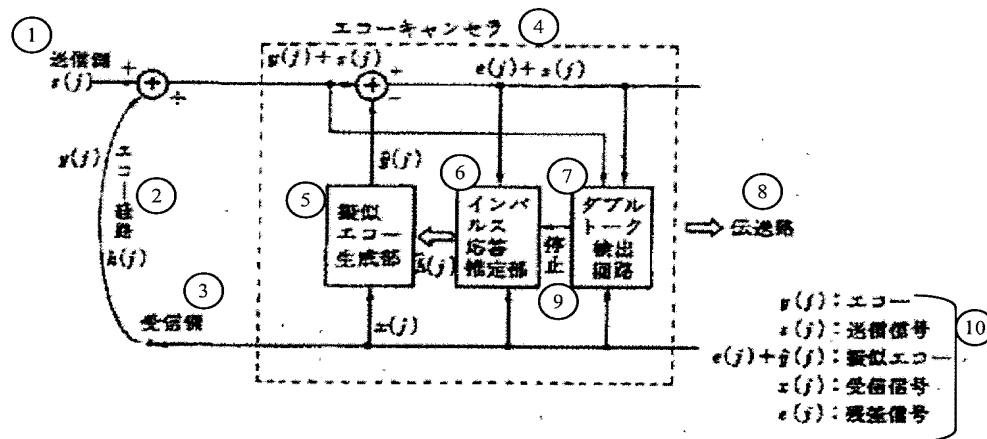 ① エコーキャンセラ ④
送信側
s(j)
+
+
÷
y(j)+s(j)
+
+
−
e(j)+s(j)
y(j)
エコー経路
②
h(j)
ŷ(j)
⑤
擬似
エコー
生成部
ĥ(j)
⑥
インパ
ルス
応答
推定部
停止
⑨
⑦
ダブル
トーク
検出
回路
⑧
伝送路
③
受信側
x(j)
y(j):エコー
s(j):送信信号
e(j)+ŷ(j):擬似エコー
x(j):受信信号
e(j):残差信号
⑩